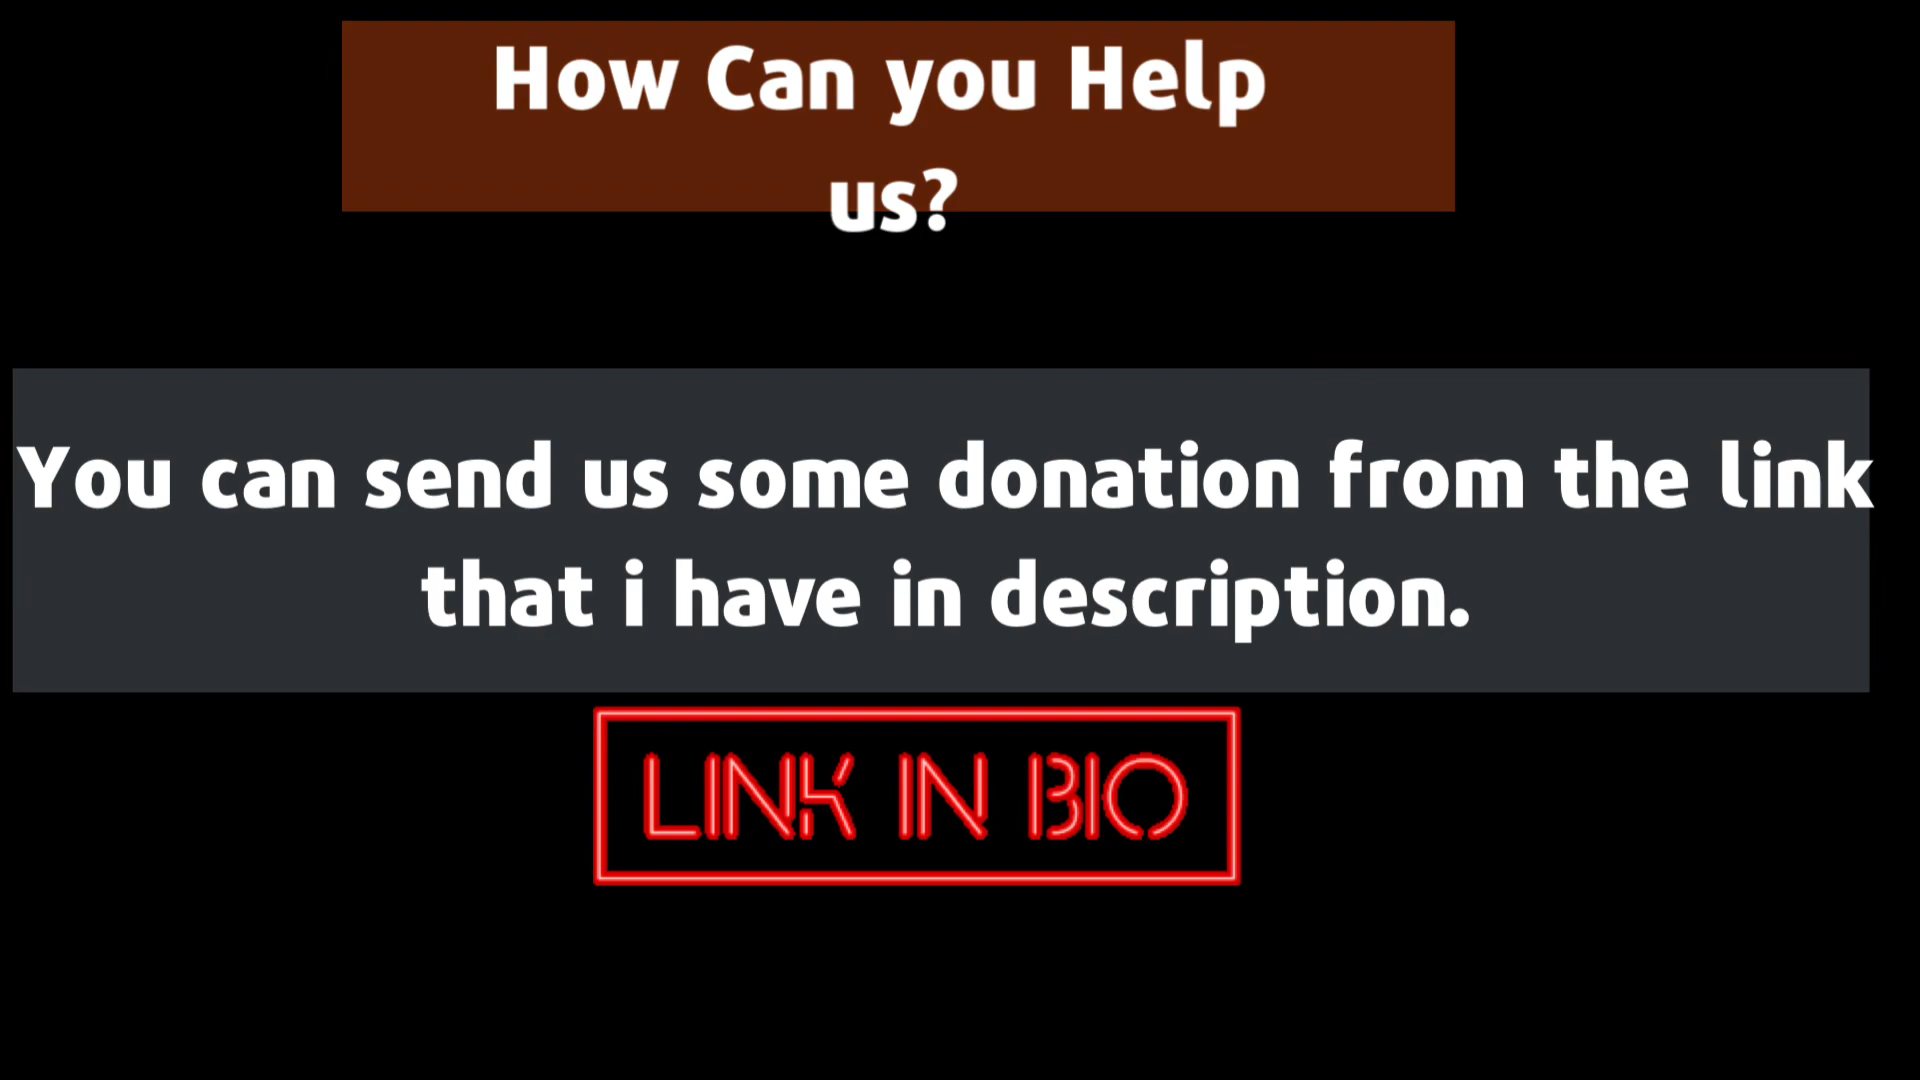 How Can you Help
us?
You can send us some donation from the link
that i have in description.
LINK IN BIO